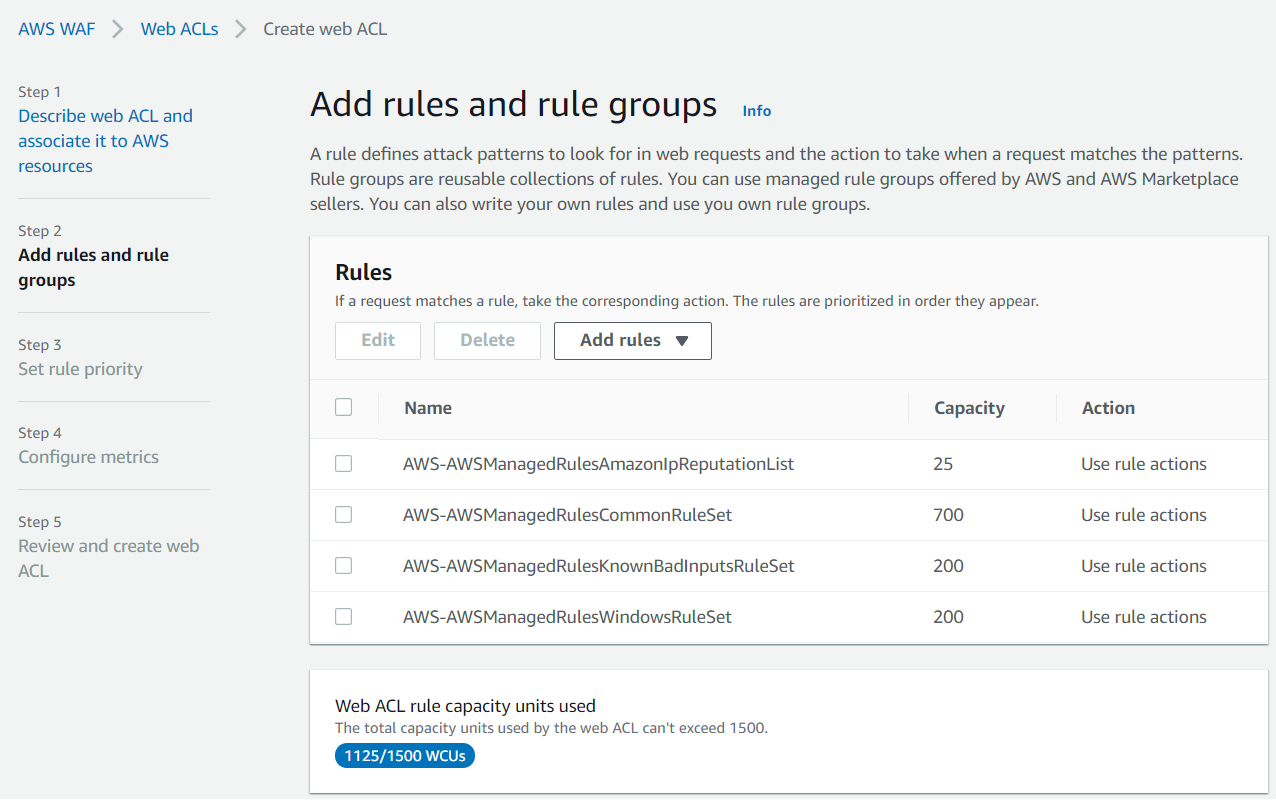 AWS WAF > Web ACLs > Create web ACL
Step 1
Describe web ACL and
associate it to AWS
resources
Step 2
Add rules and rule
groups
Step 3
Set rule priority
Step 4
Configure metrics
Step 5
Review and create web
ACL
Add rules and rule groups Info
A rule defines attack patterns to look for in web requests and the action to take when a request matches the patterns.
Rule groups are reusable collections of rules. You can use managed rule groups offered by AWS and AWS Marketplace
sellers. You can also write your own rules and use you own rule groups.
Rules
If a request matches a rule, take the corresponding action. The rules are prioritized in order they appear.
Edit Delete Add rules
Name Capacity Action
AWS-AWSManagedRulesAmazonIpReputationList 25 Use rule actions
AWS-AWSManagedRulesCommonRuleSet 700 Use rule actions
AWS-AWSManagedRulesKnownBadInputsRuleSet 200 Use rule actions
AWS-AWSManagedRulesWindowsRuleSet 200 Use rule actions
Web ACL rule capacity units used
The total capacity units used by the web ACL can't exceed 1500.
1125/1500 WCUs